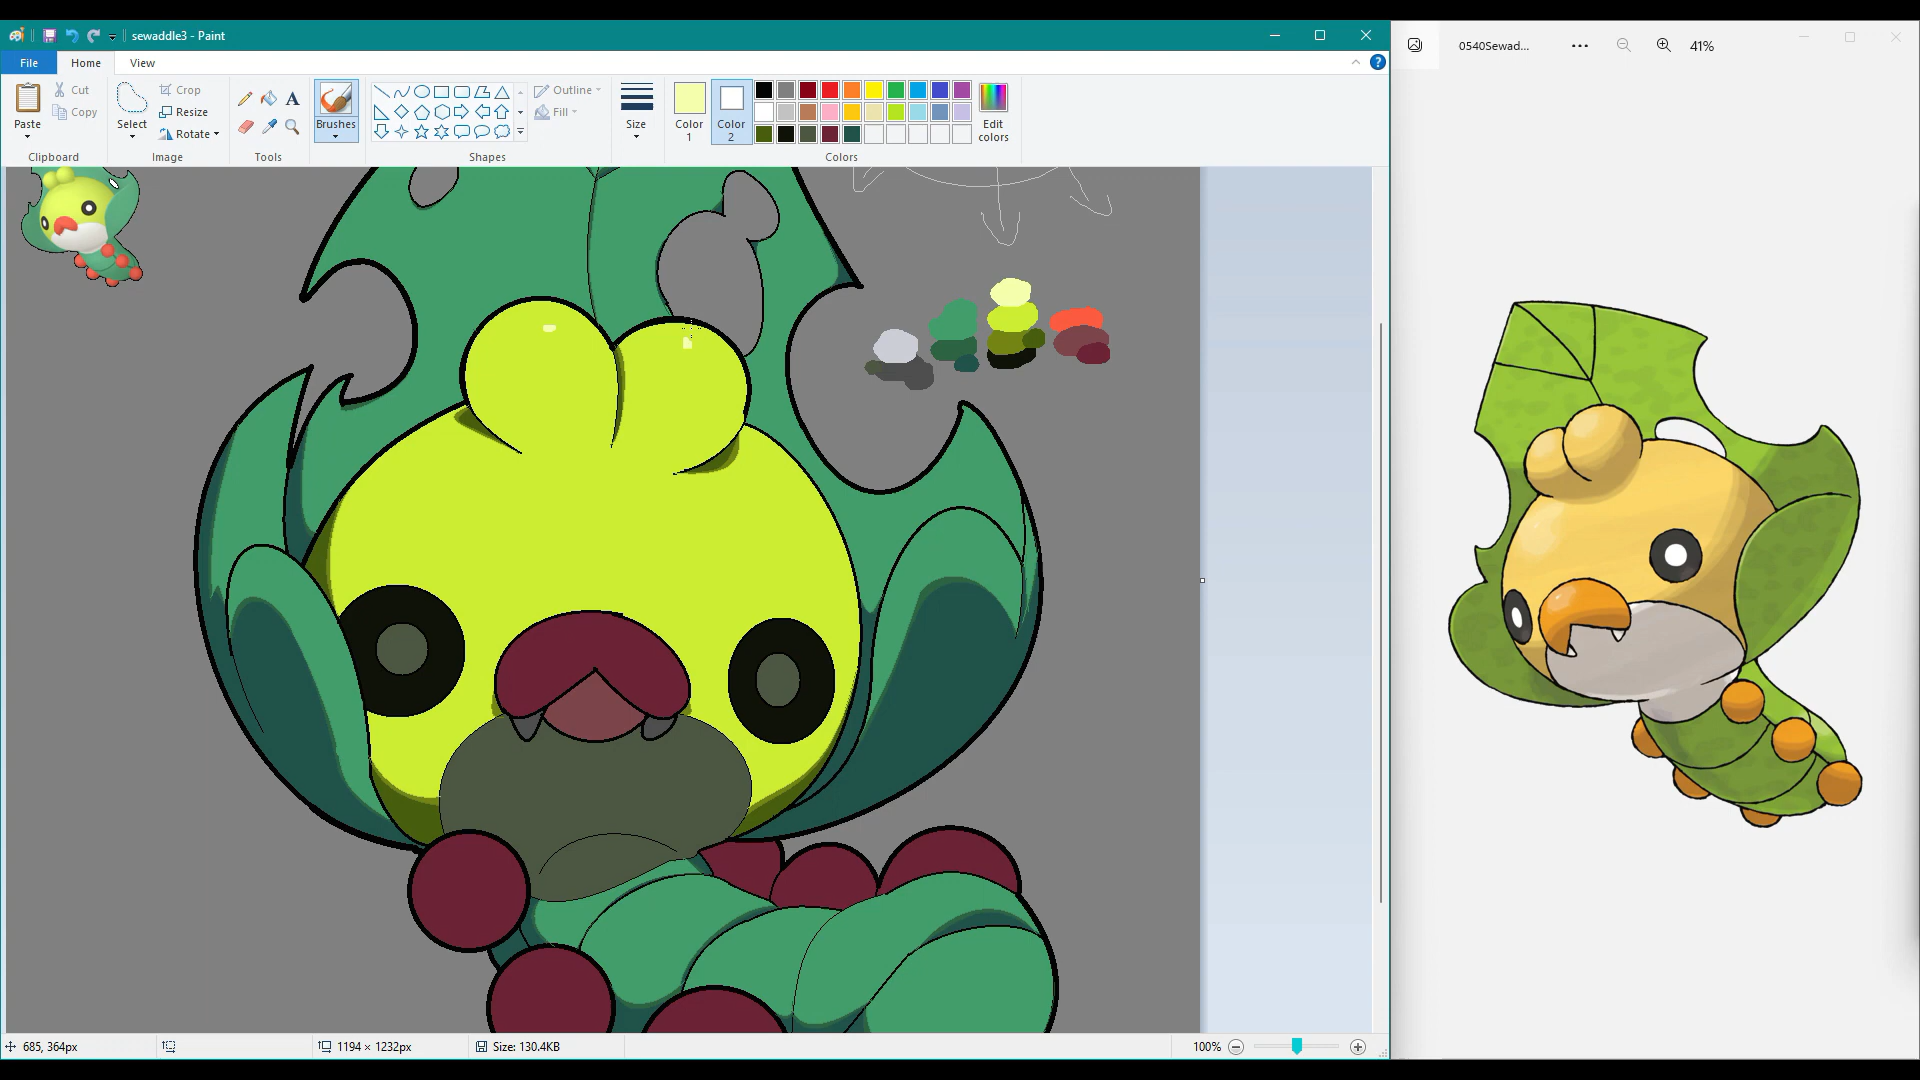 sewaddle3 - Paint
0540Sewad...
41%
File
Home
View
Paste
Cut
Copy
Clipboard
Select
Crop
Resize
Rotate
Image
A
Tools
Brushes
Outline
Fill
Shapes
Size
Color
1
Color
2
Edit
colors
Colors
685, 364px
1194 × 1232px
Size: 130.4KB
100%